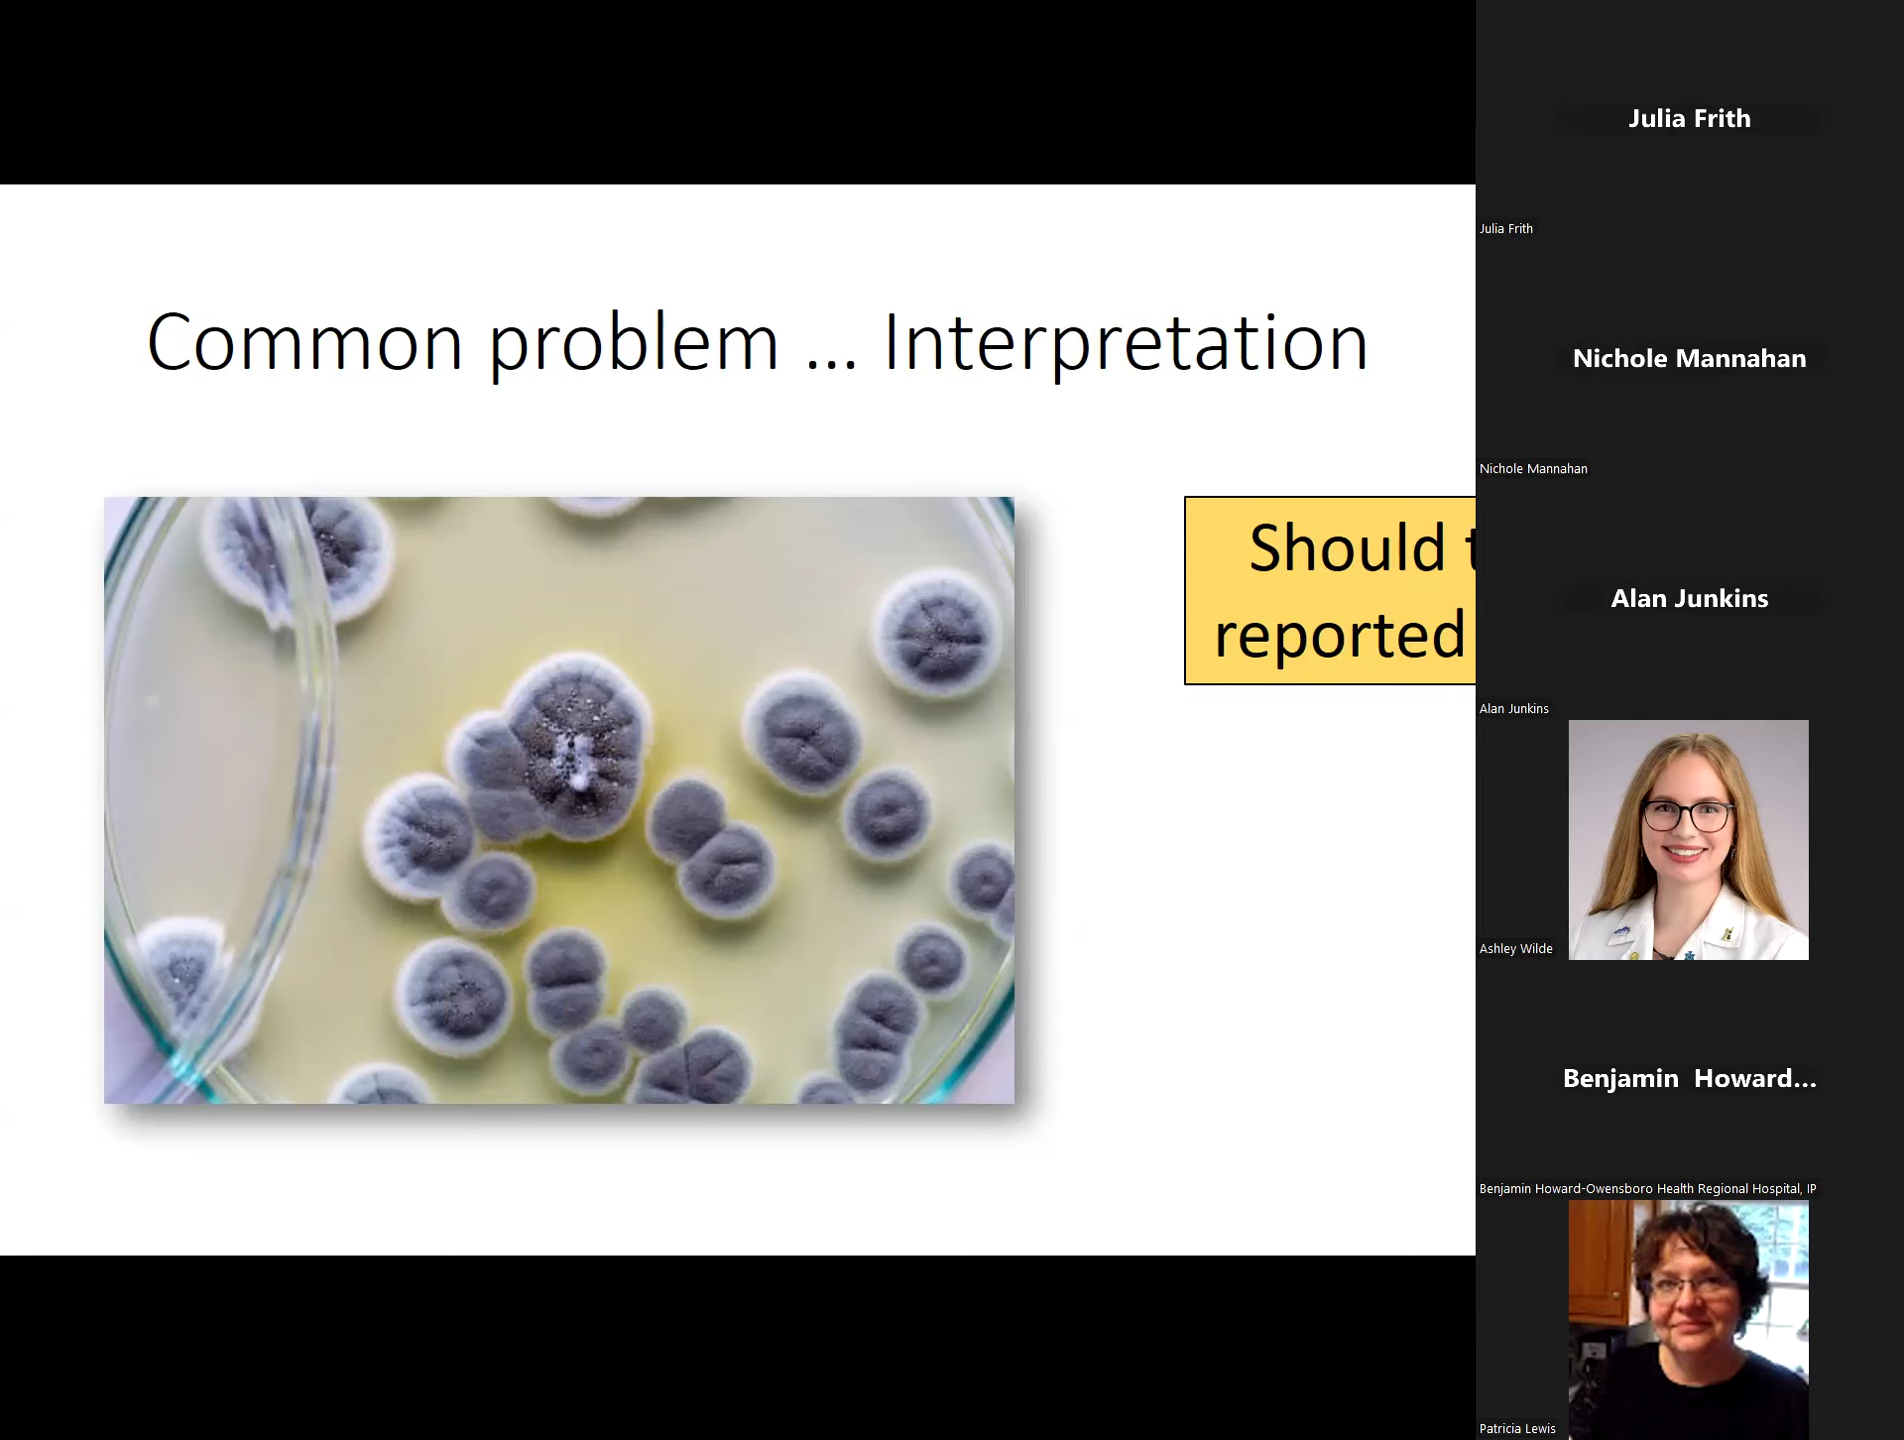 Common problem ... Interpretation
Should
reported
Julia Frith
Julia Frith
Nichole Mannahan
Nichole Mannahan
Alan Junkins
Alan Junkins
Ashley Wilde
Benjamin Howard...
Benjamin Howard-Owensboro Health Regional Hospital, IP
Patricia Lewis